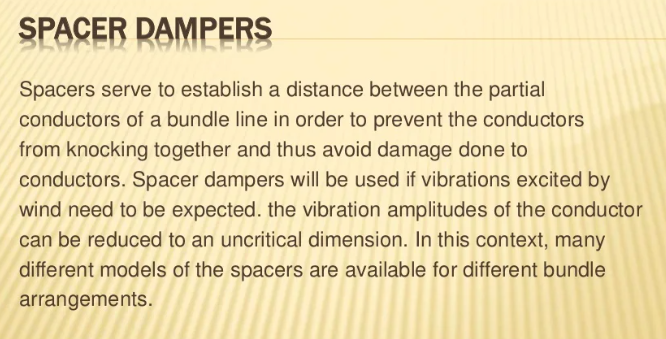 SPACER DAMPERS
Spacers serve to establish a distance between the partial
conductors of a bundle line in order to prevent the conductors
from knocking together and thus avoid damage done to
conductors. Spacer dampers will be used if vibrations excited by
wind need to be expected. the vibration amplitudes of the conductor
can be reduced to an uncritical dimension. In this context, many
different models of the spacers are available for different bundle
arrangements.